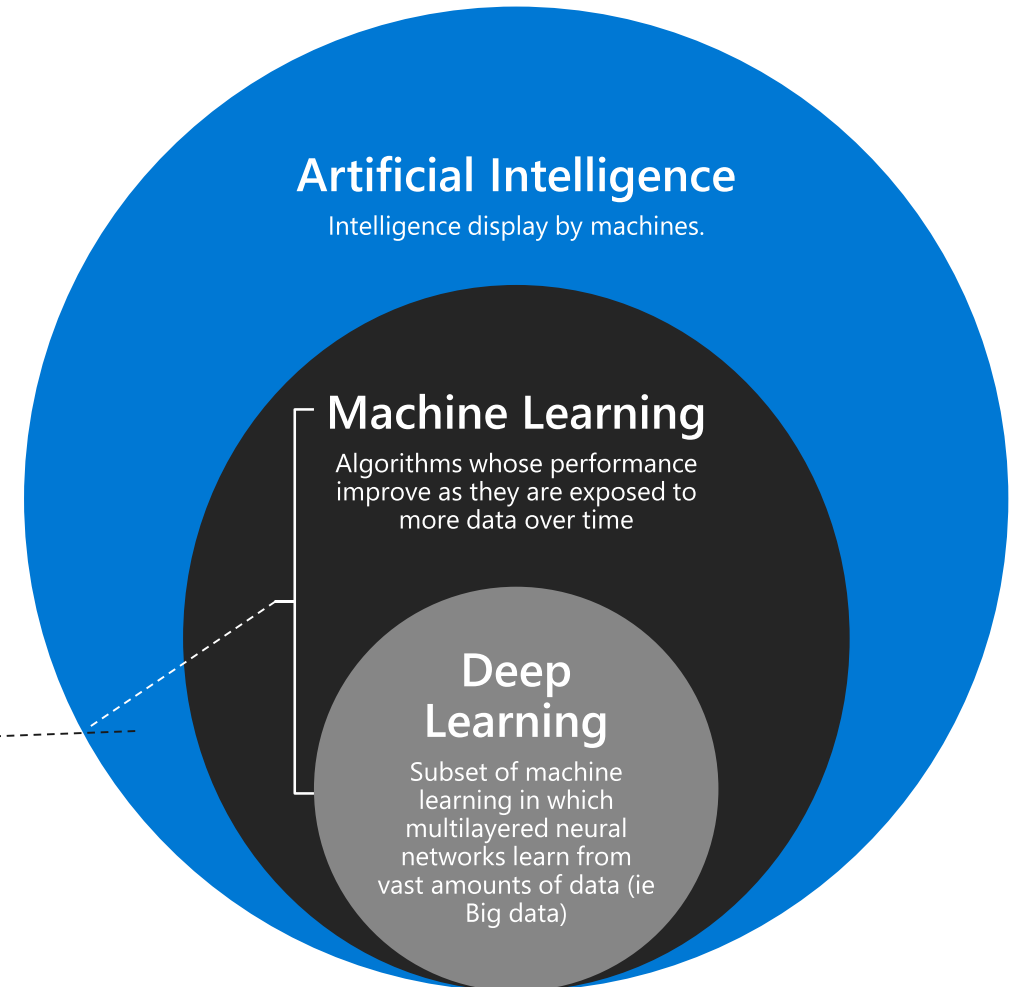 Artificial Intelligence
Intelligence display by machines.
Machine Learning
Algorithms whose performance
improve as they are exposed to
more data over time
Deep
Learning
Subset of machine
learning in which
multilayered neural
networks learn from
vast amounts of data (ie
Big data)